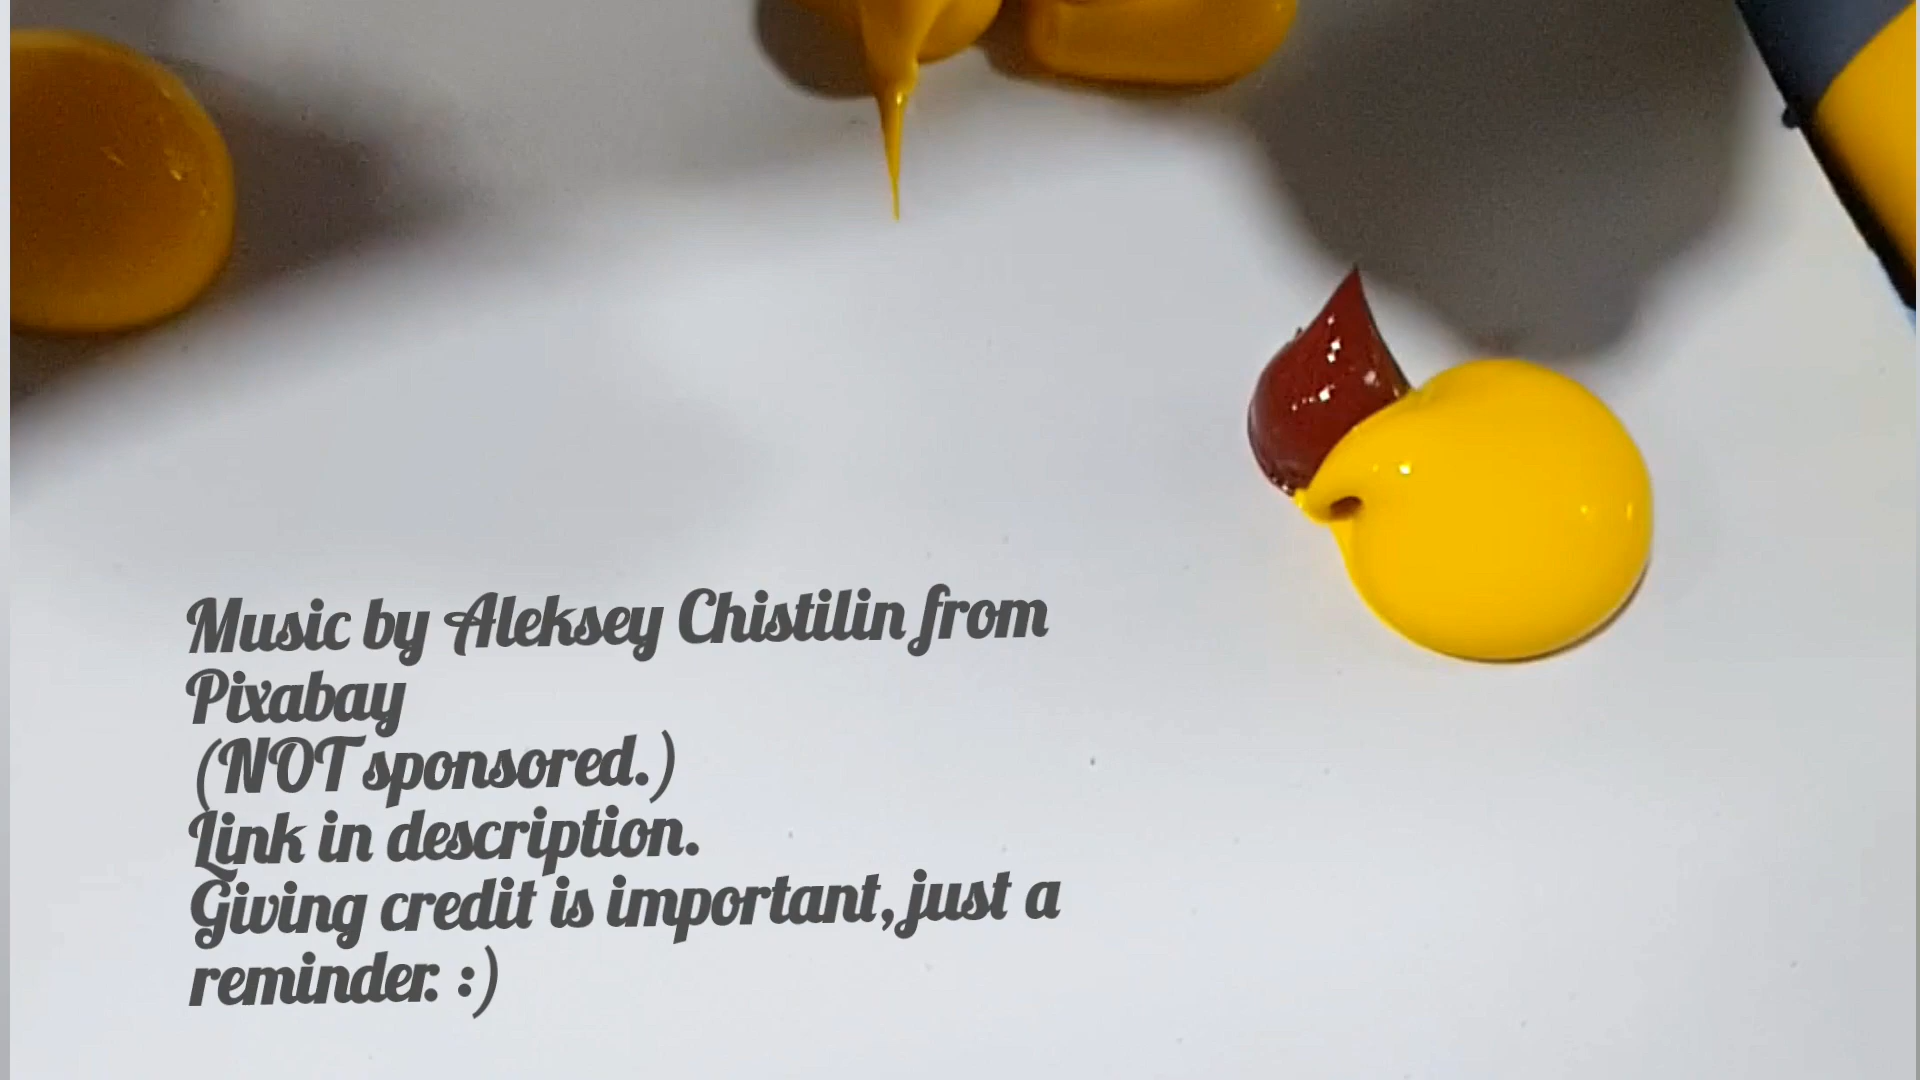 Music by Aleksey Chistilin from
Pixabay
(NOT sponsored.)
Link in description.
Giving credit is important, just a
reminder. :)